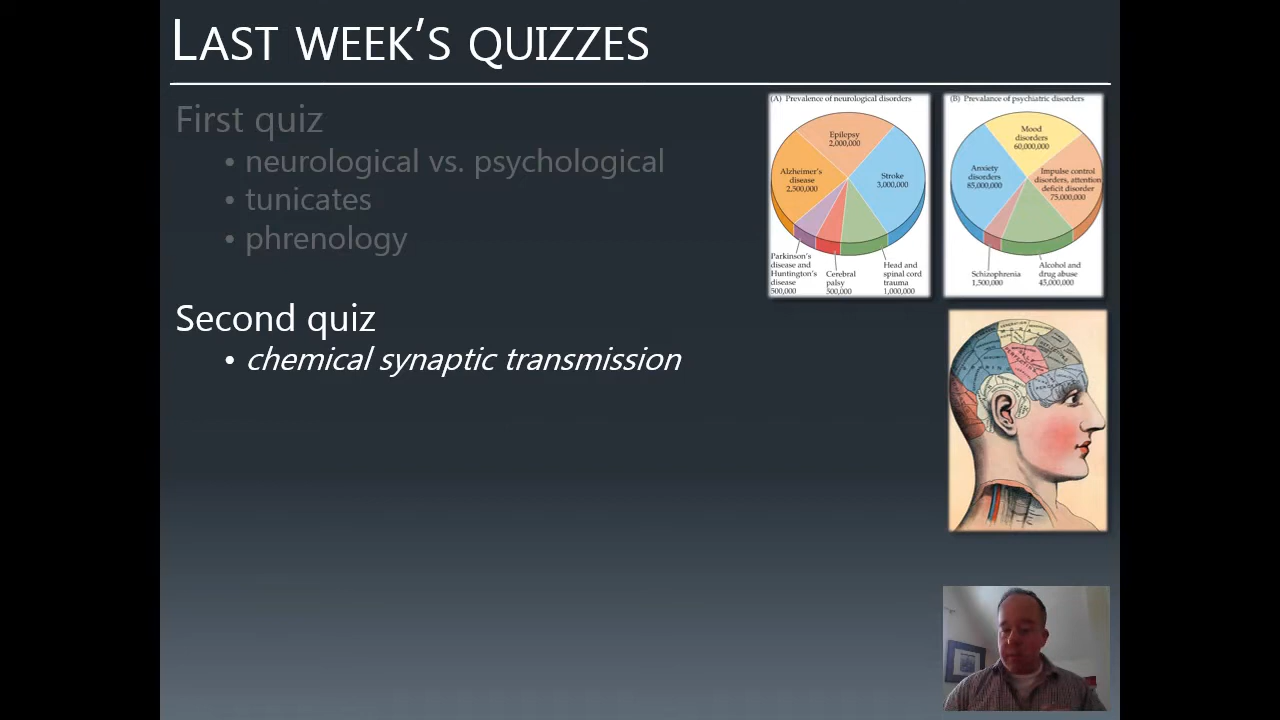 LAST WEEK'S QUIZZES
First quiz
• neurological vs. psychological
• tunicates
• phrenology
Second quiz
• chemical synaptic transmission
(A) Prevalence of neurological disorders
Epilepsy
2,000,000
Alzheimer's
disease
2,500,000
Stroke
3,000,000
Parkinson's
disease and
Huntington's
disease
500,000
Cerebral
palsy
500,000
Head and
spinal cord
trauma
1,000,000
(B) Prevalance of psychiatric disorders
Mood
disorders
60,000,000
Anxiety
disorders
85,000,000
Impulse control
disorders, attention
deficit disorder
75,000,000
Schizophrenia
1,500,000
Alcohol and
drug abuse
45,000,000